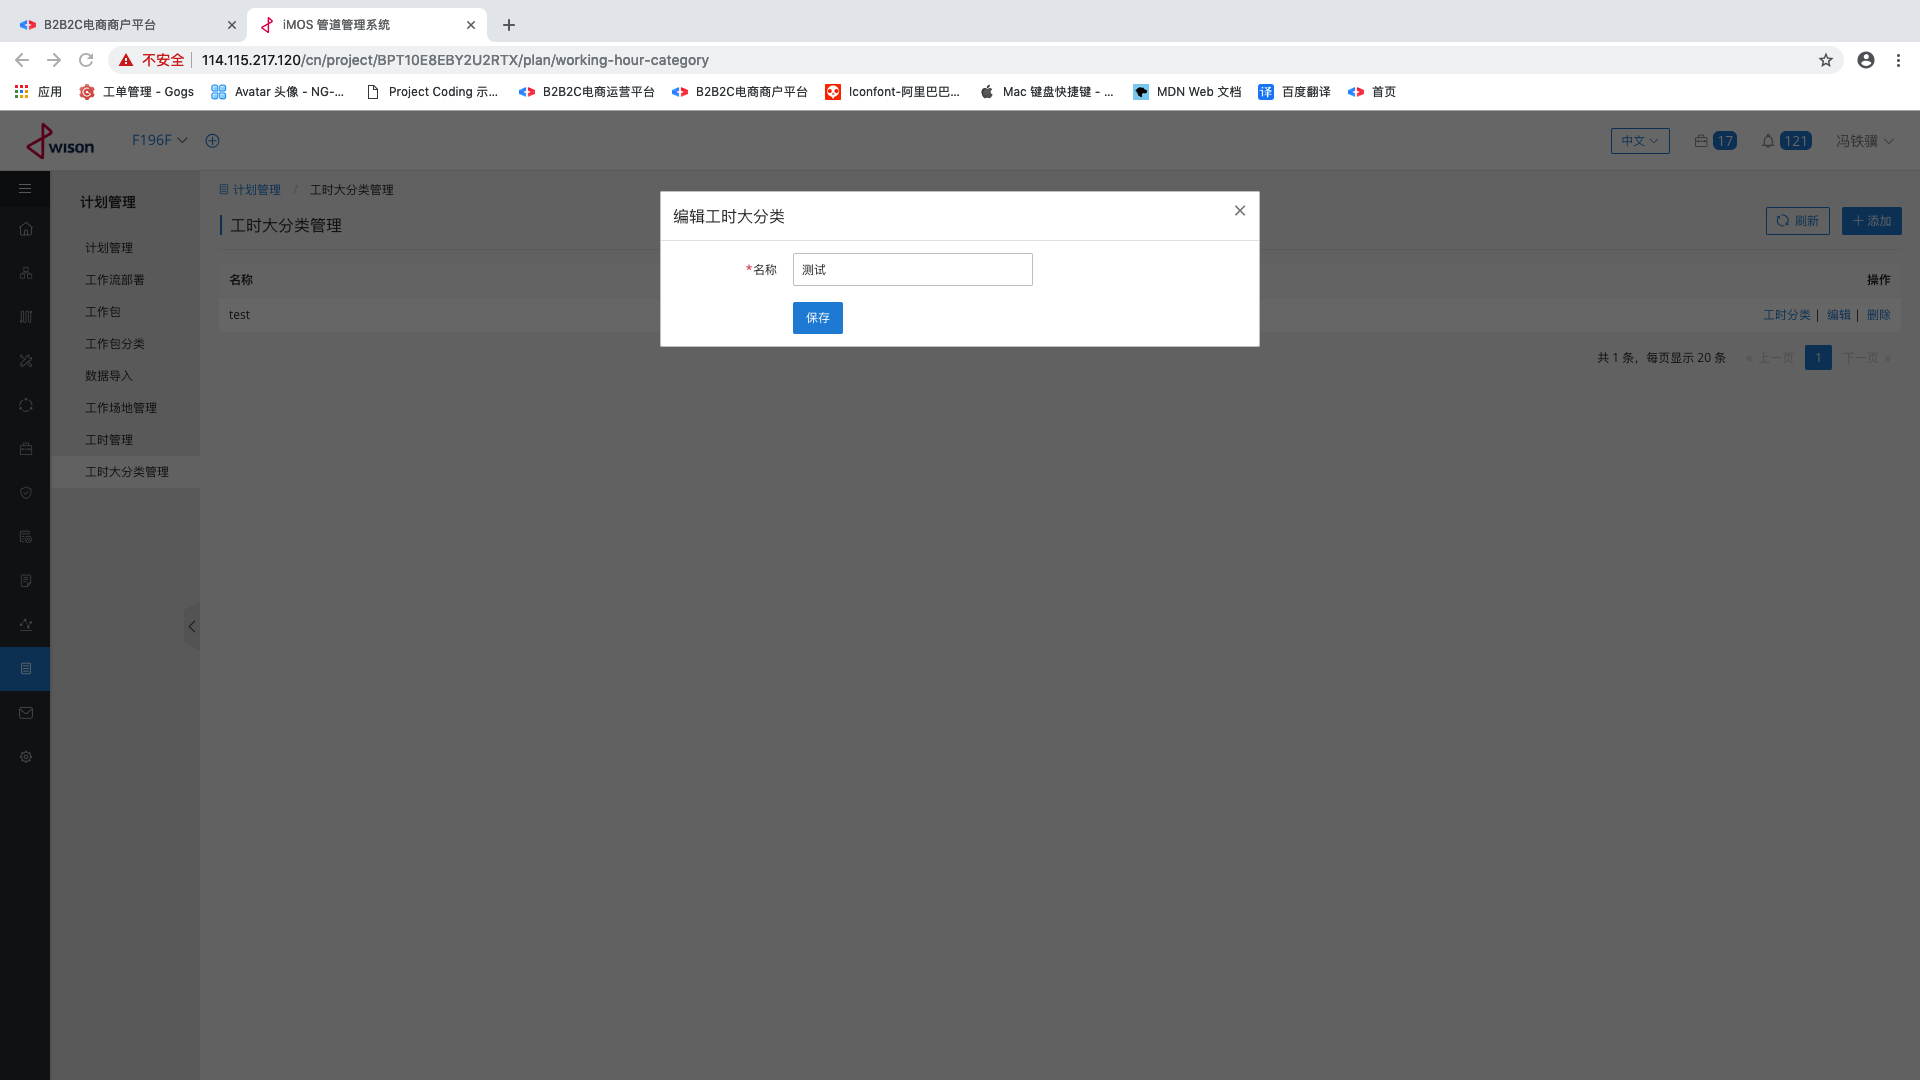 B2B2C电商商户平台
iMOS 管道管理系统
不安全
114.115.217.120/cn/project/BPT10E8EBY2U2RTX/plan/working-hour-category
应用
工单管理 - Gogs
Avatar 头像 - NG-...
Project Coding 示...
B2B2C电商运营平台
B2B2C电商商户平台
Iconfont-阿里巴巴...
Mac 键盘快捷键 - ...
MDN Web 文档
译
百度翻译
首页
wison
F196F
中文
17
121
冯铁骥
计划管理
计划管理
工作流部署
工作包
工作包分类
数据导入
工作场地管理
工时管理
工时大分类管理
计划管理 / 工时大分类管理
工时大分类管理
刷新
添加
名称
操作
test
工时分类 | 编辑 | 删除
共 1 条，每页显示 20 条
« 上一页
1
下一页 »
编辑工时大分类
*名称
测试
保存